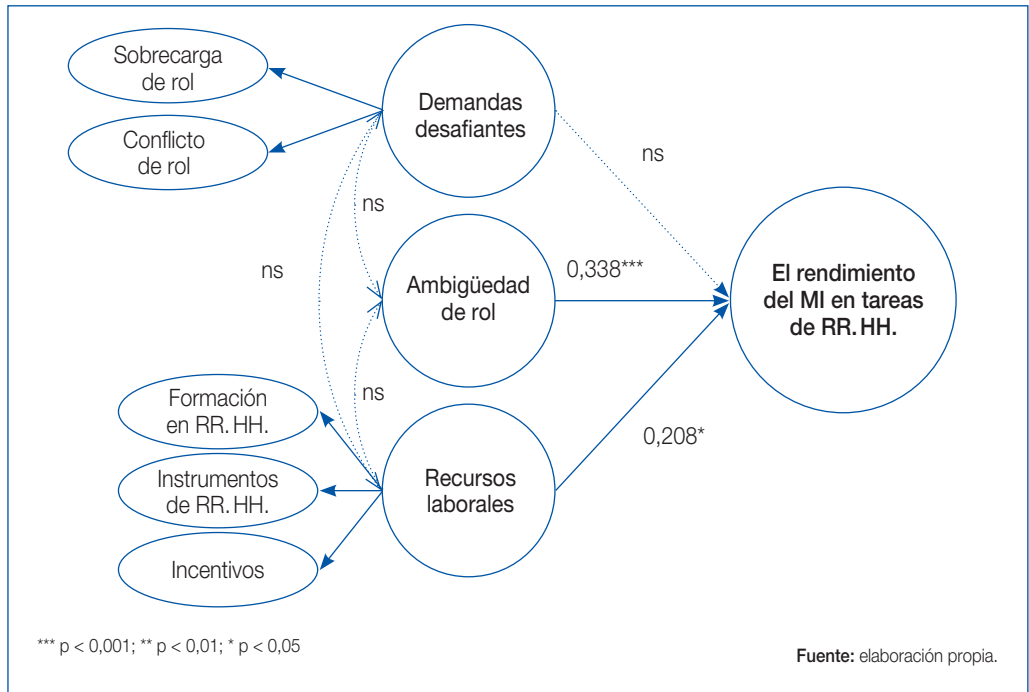 Sobrecarga
de rol
Conflicto
de rol
Demandas
desafiantes
ns
ns
ns
Ambigüedad
de rol
0,338***
El rendimiento
del MI en tareas
de RR. HH.
ns
Formación
en RR. HH.
Instrumentos
de RR. HH.
Incentivos
Recursos
laborales
0,208*
*** p < 0,001; ** p < 0,01; * p < 0,05
Fuente: elaboración propia.